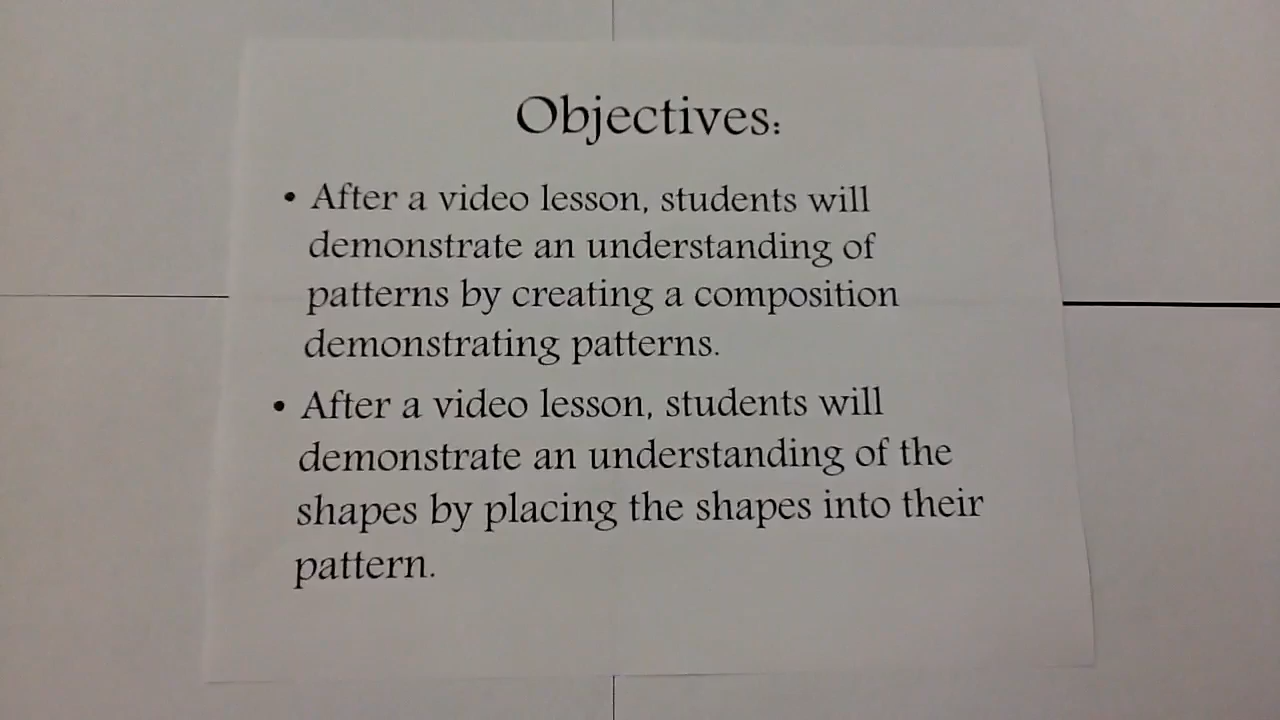 Objectives:
• After a video lesson, students will
demonstrate an understanding of
patterns by creating a composition
demonstrating patterns.
• After a video lesson, students will
demonstrate an understanding of the
shapes by placing the shapes into their
pattern.